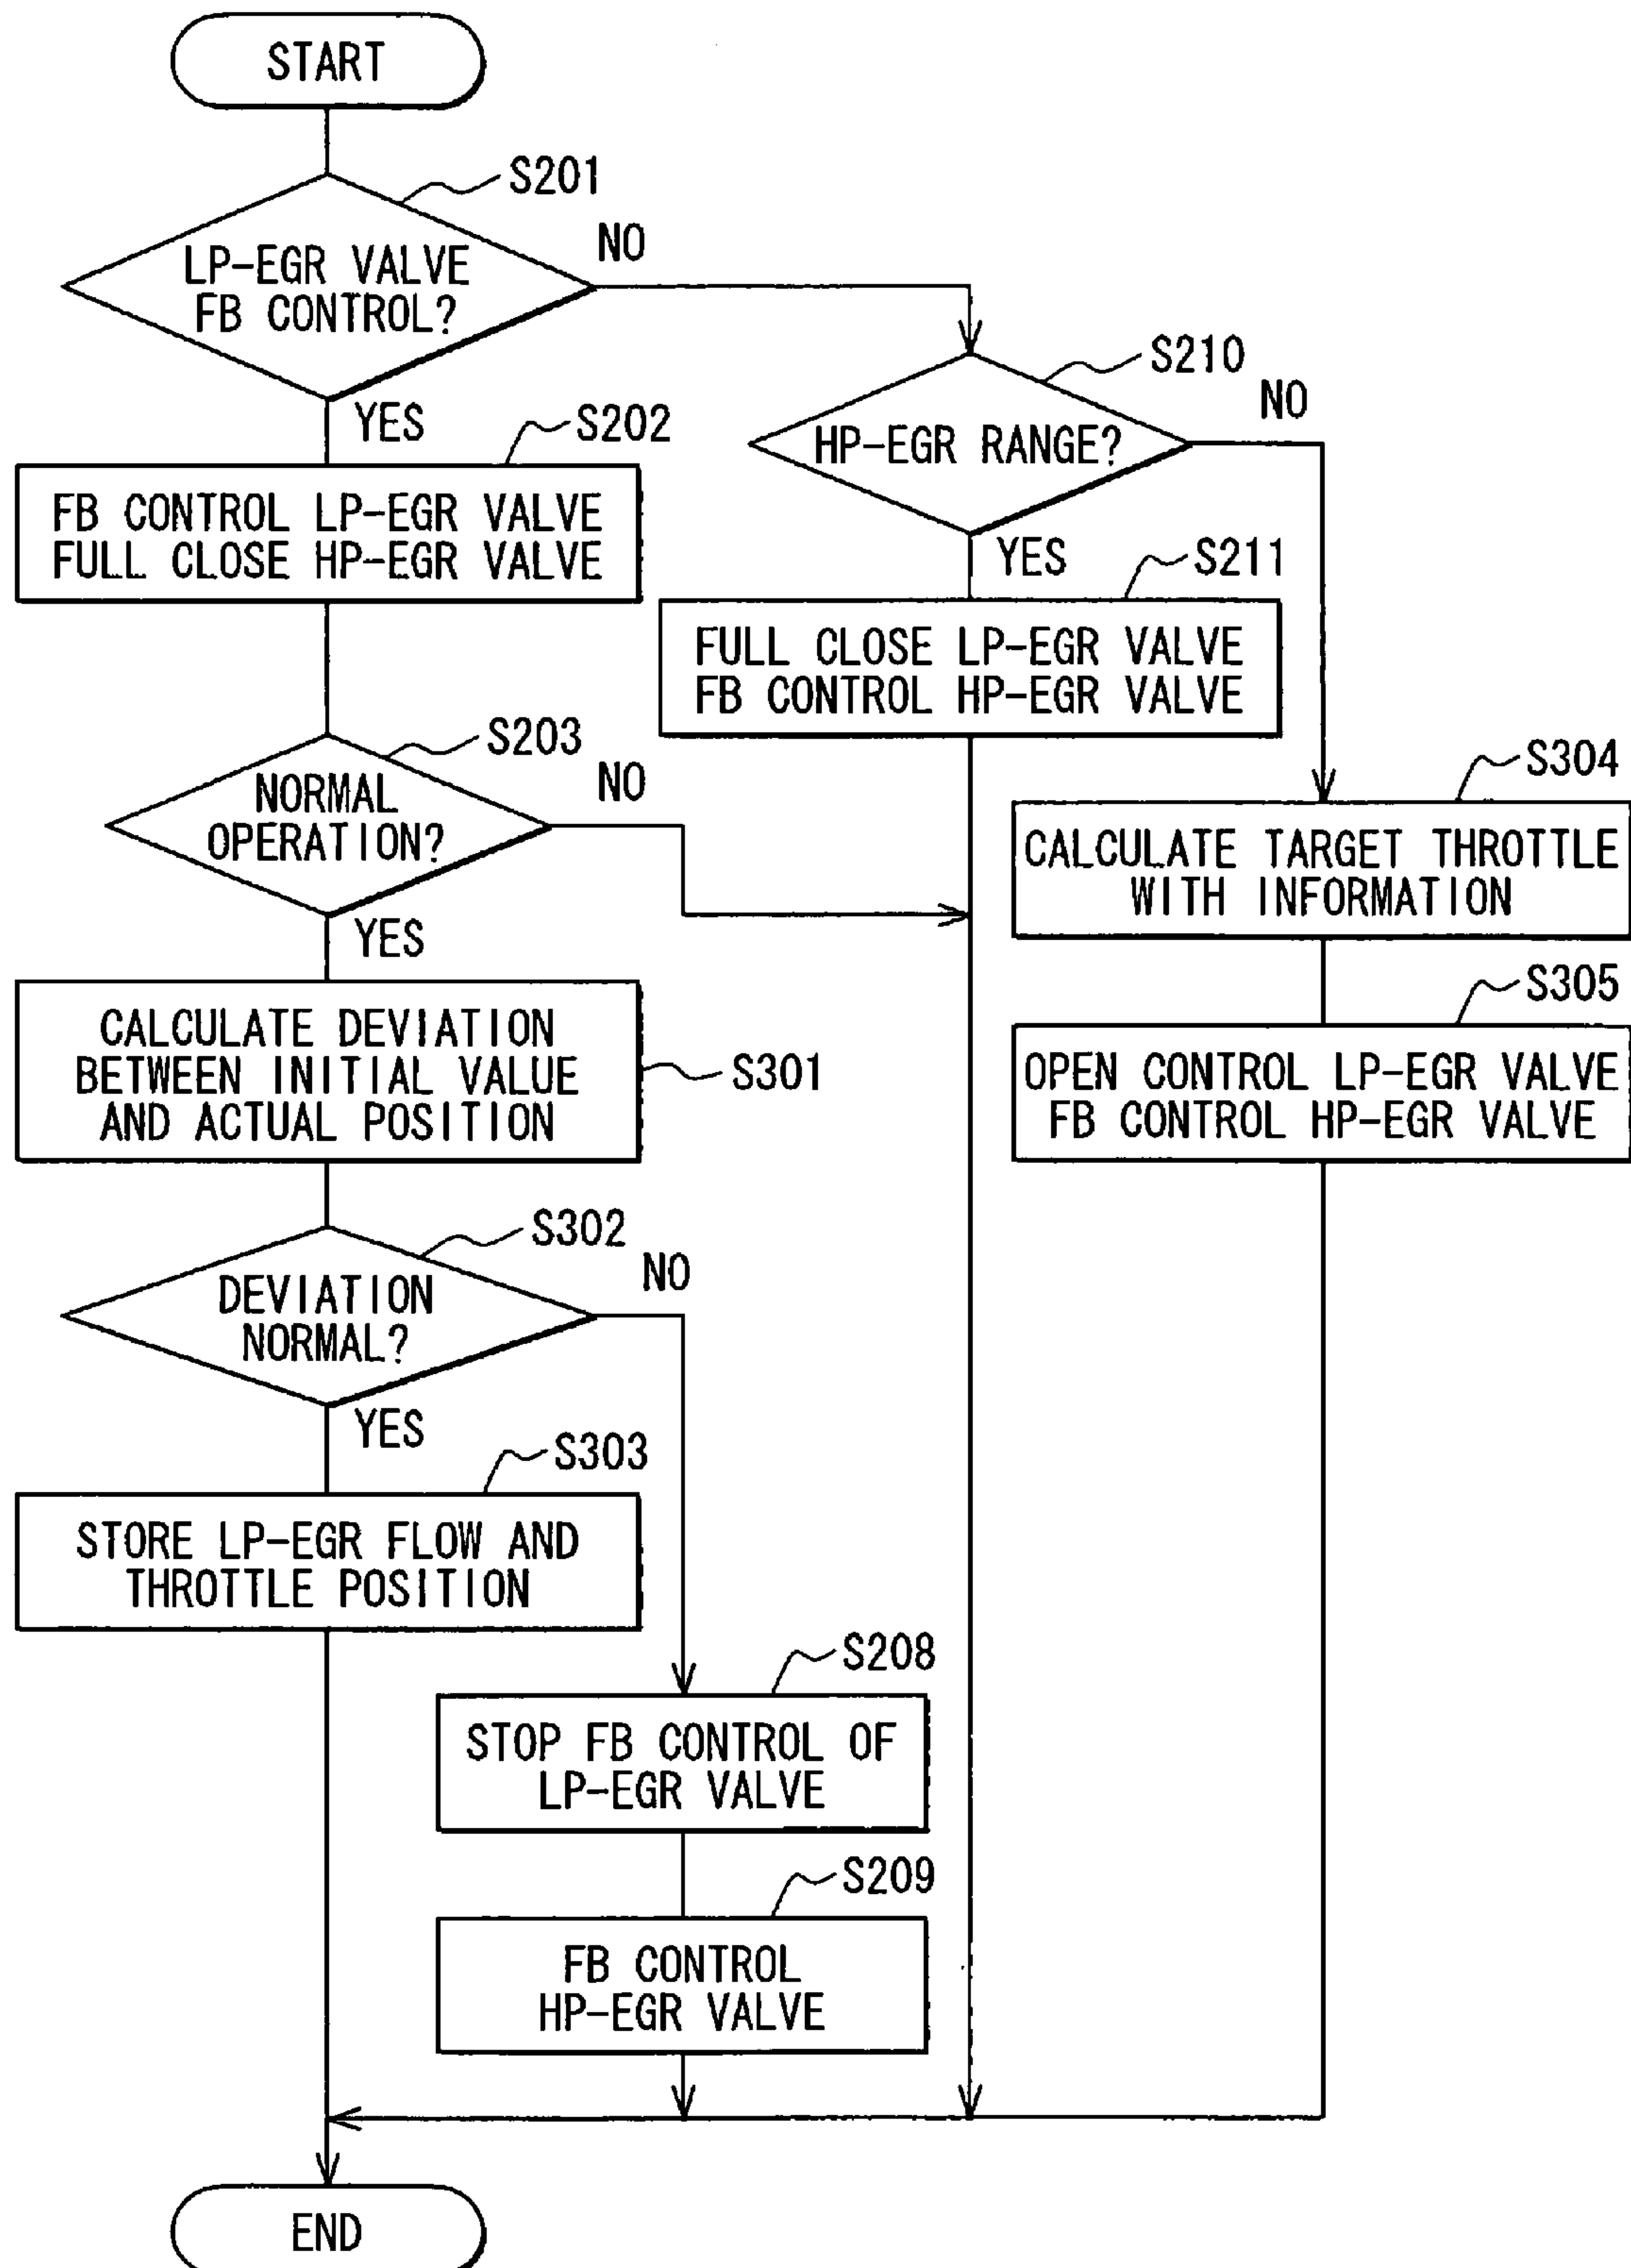 START
S201
LP-EGR VALVE
FB CONTROL?
NO
YES
S202
FB CONTROL LP-EGR VALVE
FULL CLOSE HP-EGR VALVE
S210
HP-EGR RANGE?
NO
YES
S211
FULL CLOSE LP-EGR VALVE
FB CONTROL HP-EGR VALVE
S203
NORMAL
OPERATION?
NO
YES
S304
CALCULATE TARGET THROTTLE
WITH INFORMATION
S305
OPEN CONTROL LP-EGR VALVE
FB CONTROL HP-EGR VALVE
CALCULATE DEVIATION
BETWEEN INITIAL VALUE
AND ACTUAL POSITION
S301
S302
DEVIATION
NORMAL?
NO
YES
S303
STORE LP-EGR FLOW AND
THROTTLE POSITION
S208
STOP FB CONTROL OF
LP-EGR VALVE
S209
FB CONTROL
HP-EGR VALVE
END